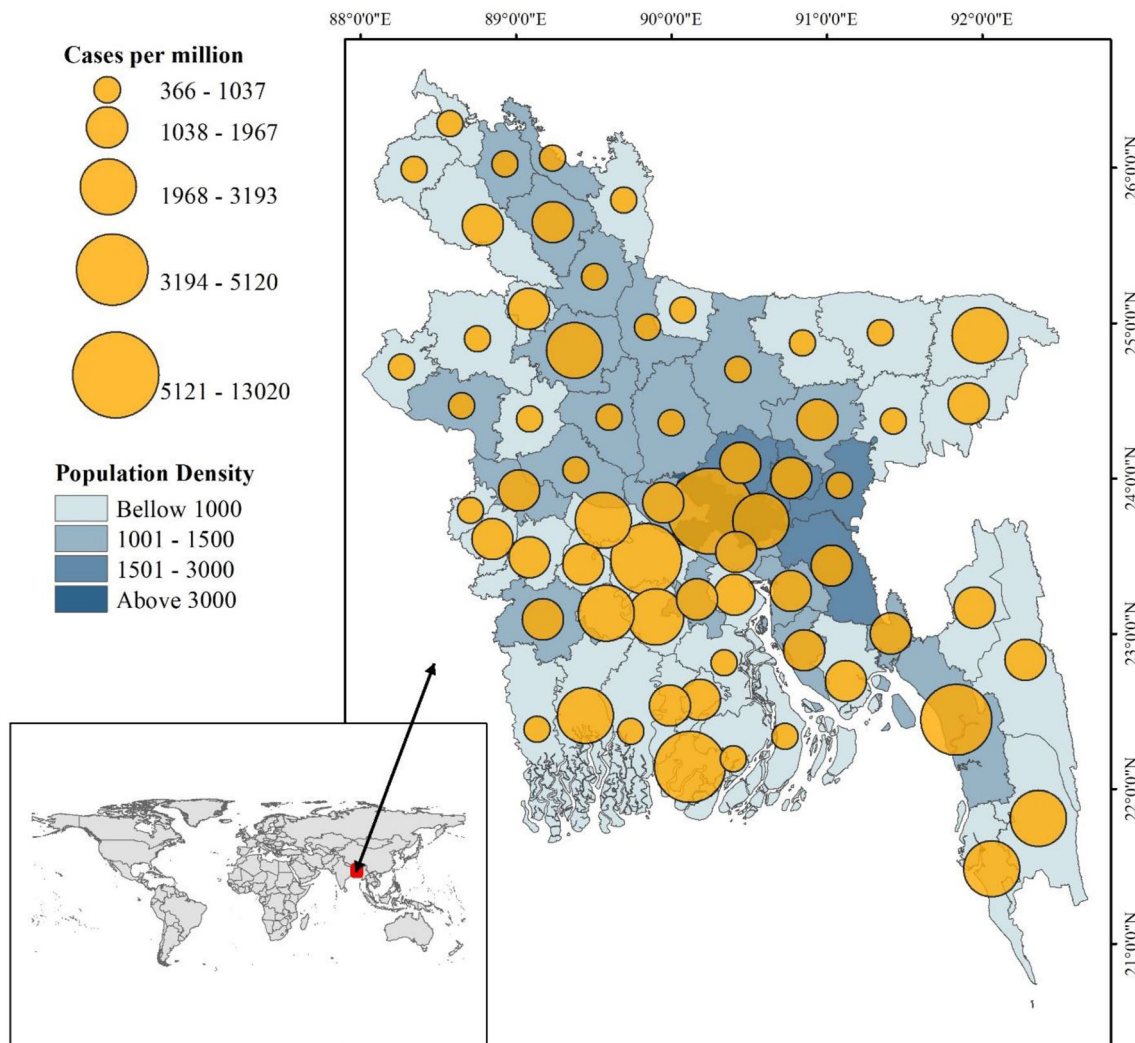 88°0'0"E
89°0'0"E
90°0'0"E
91°0'0"E
92°0'0"E
Cases per million
366 - 1037
1038 - 1967
1968 - 3193
3194 - 5120
5121 - 13020
Population Density
Bellow 1000
1001 - 1500
1501 - 3000
Above 3000
26°0'0"N
25°0'0"N
24°0'0"N
23°0'0"N
22°0'0"N
21°0'0"N